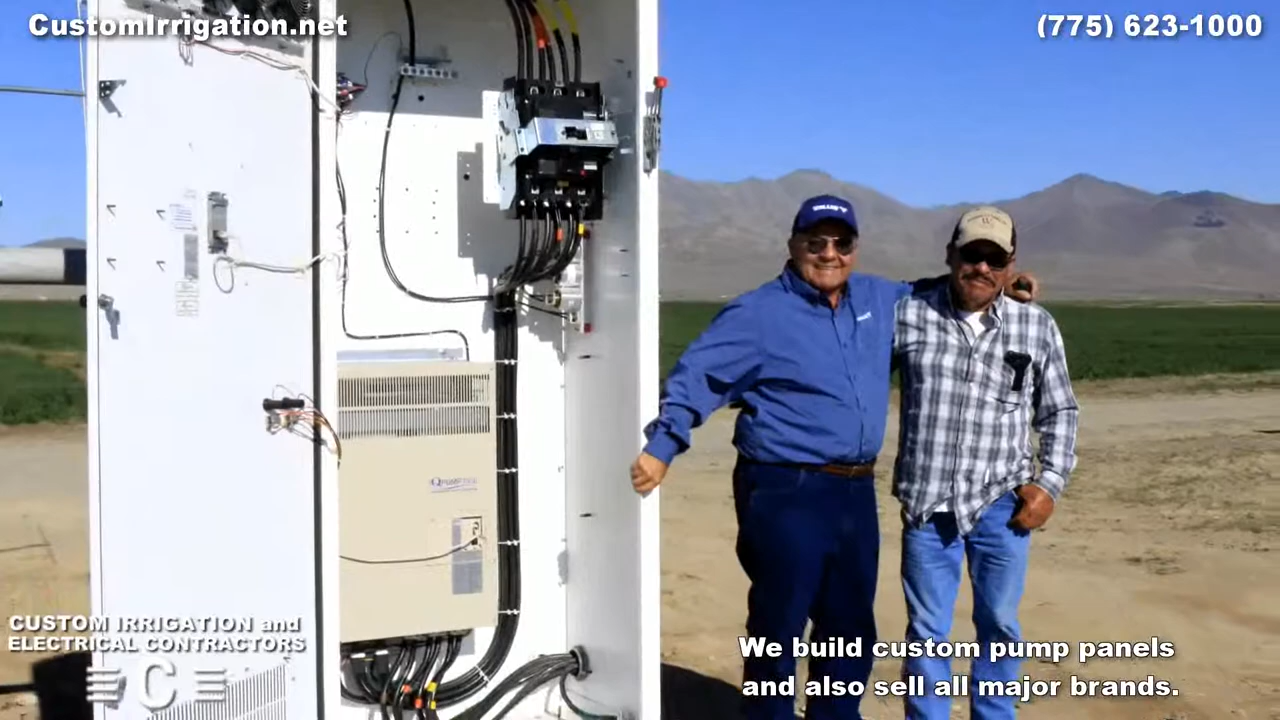 CustomIrrigation.net
(775) 623-1000
CUSTOM IRRIGATION and
ELECTRICAL CONTRACTORS
C
We build custom pump panels
and also sell all major brands.